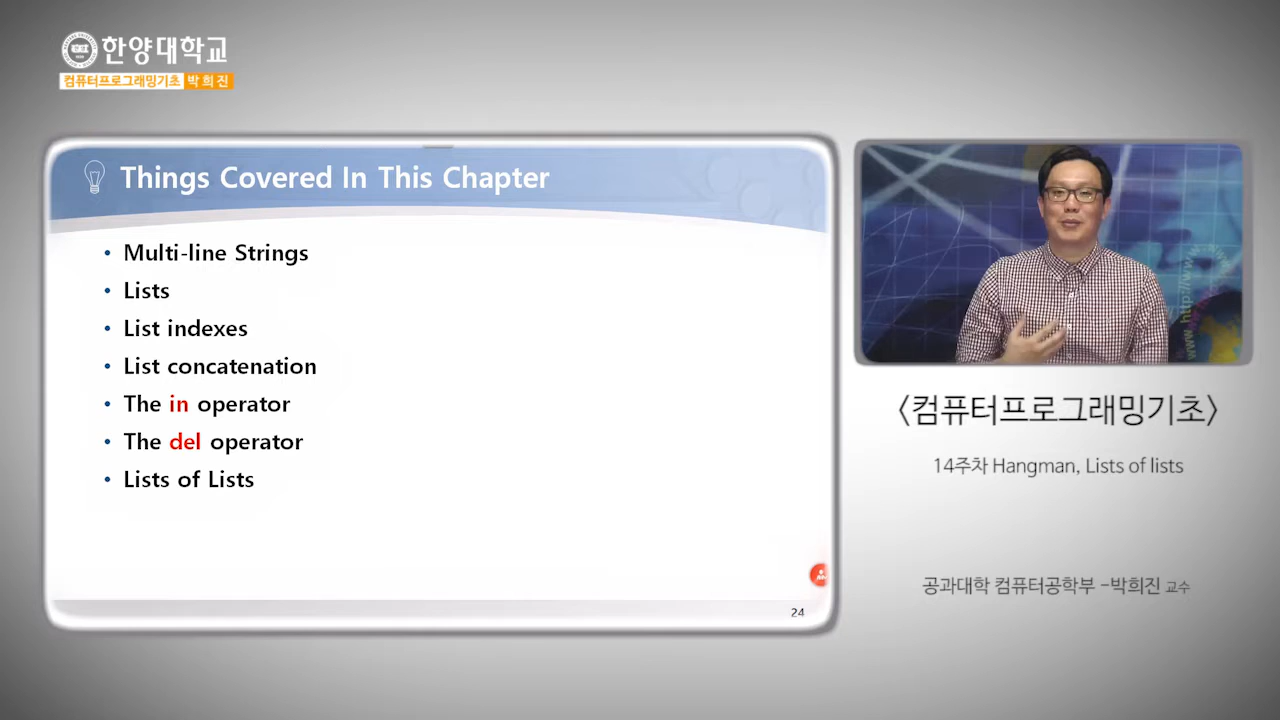 한양대학교
컴퓨터프로그래밍기초 박희진
Things Covered In This Chapter
• Multi-line Strings
• Lists
• List indexes
• List concatenation
• The in operator
• The del operator
• Lists of Lists
24
http://www.
www.
<컴퓨터프로그래밍기초>
14주차 Hangman, Lists of lists
공과대학 컴퓨터공학부 -박희진 교수